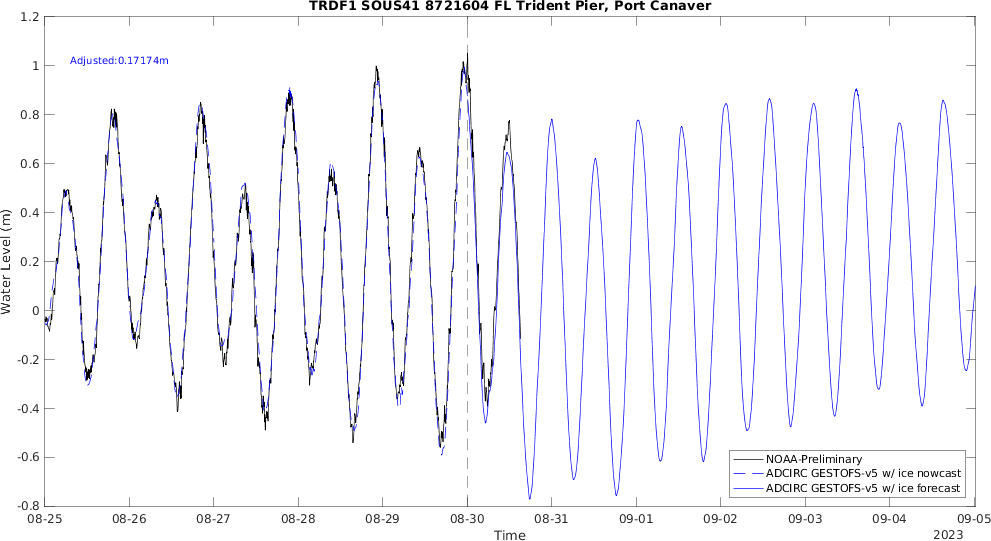 TRDF1 SOUS41 8721604 FL Trident Pier, Port Canaver
Adjusted:0.17174m
Water Level (m)
1.2
1
0.8
0.6
0.4
0.2
0
-0.2
-0.4
-0.6
-0.8
NOAA-Preliminary
ADCIRC GESTOFS-v5 w/ ice nowcast
ADCIRC GESTOFS-v5 w/ ice forecast
08-25 08-26 08-27 08-28 08-29 08-30 08-31 09-01 09-02 09-03 09-04 09-05
Time
2023